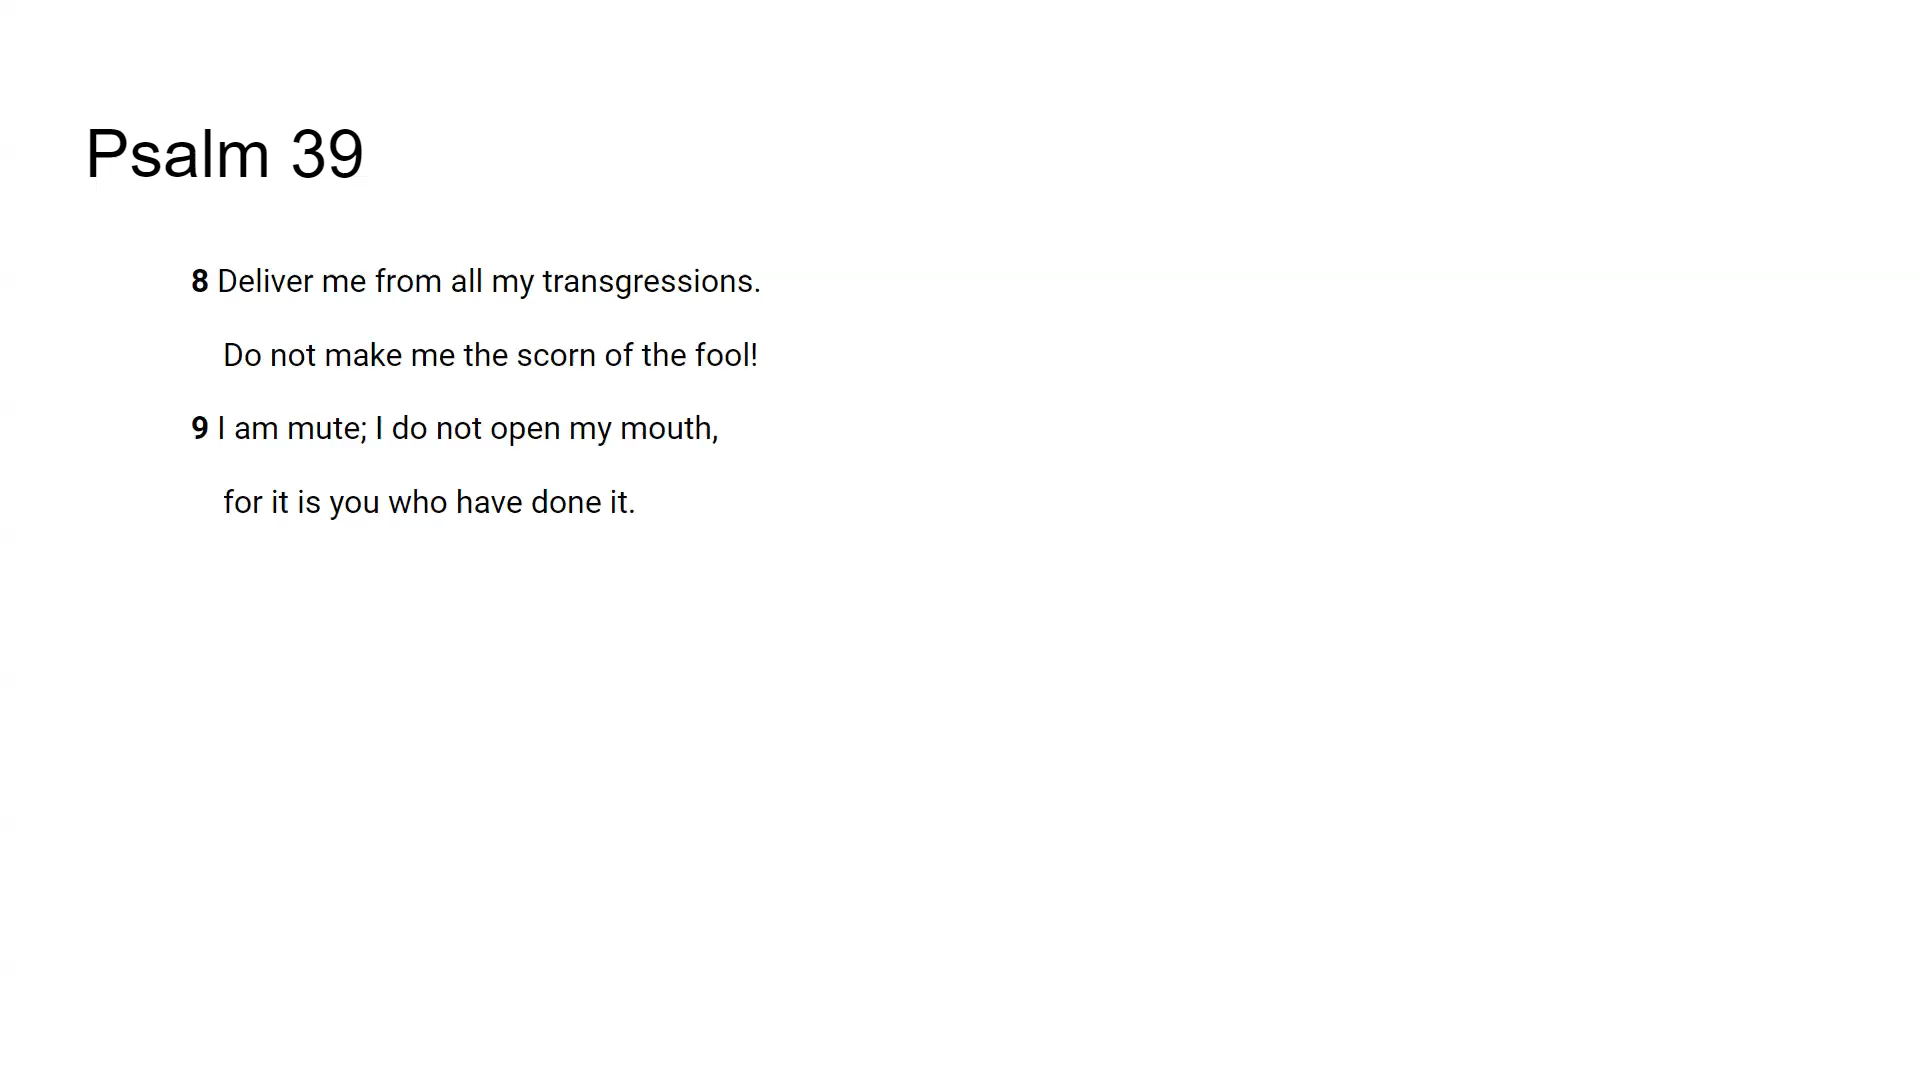 Psalm 39
8 Deliver me from all my transgressions.
Do not make me the scorn of the fool!
9 I am mute; I do not open my mouth,
for it is you who have done it.